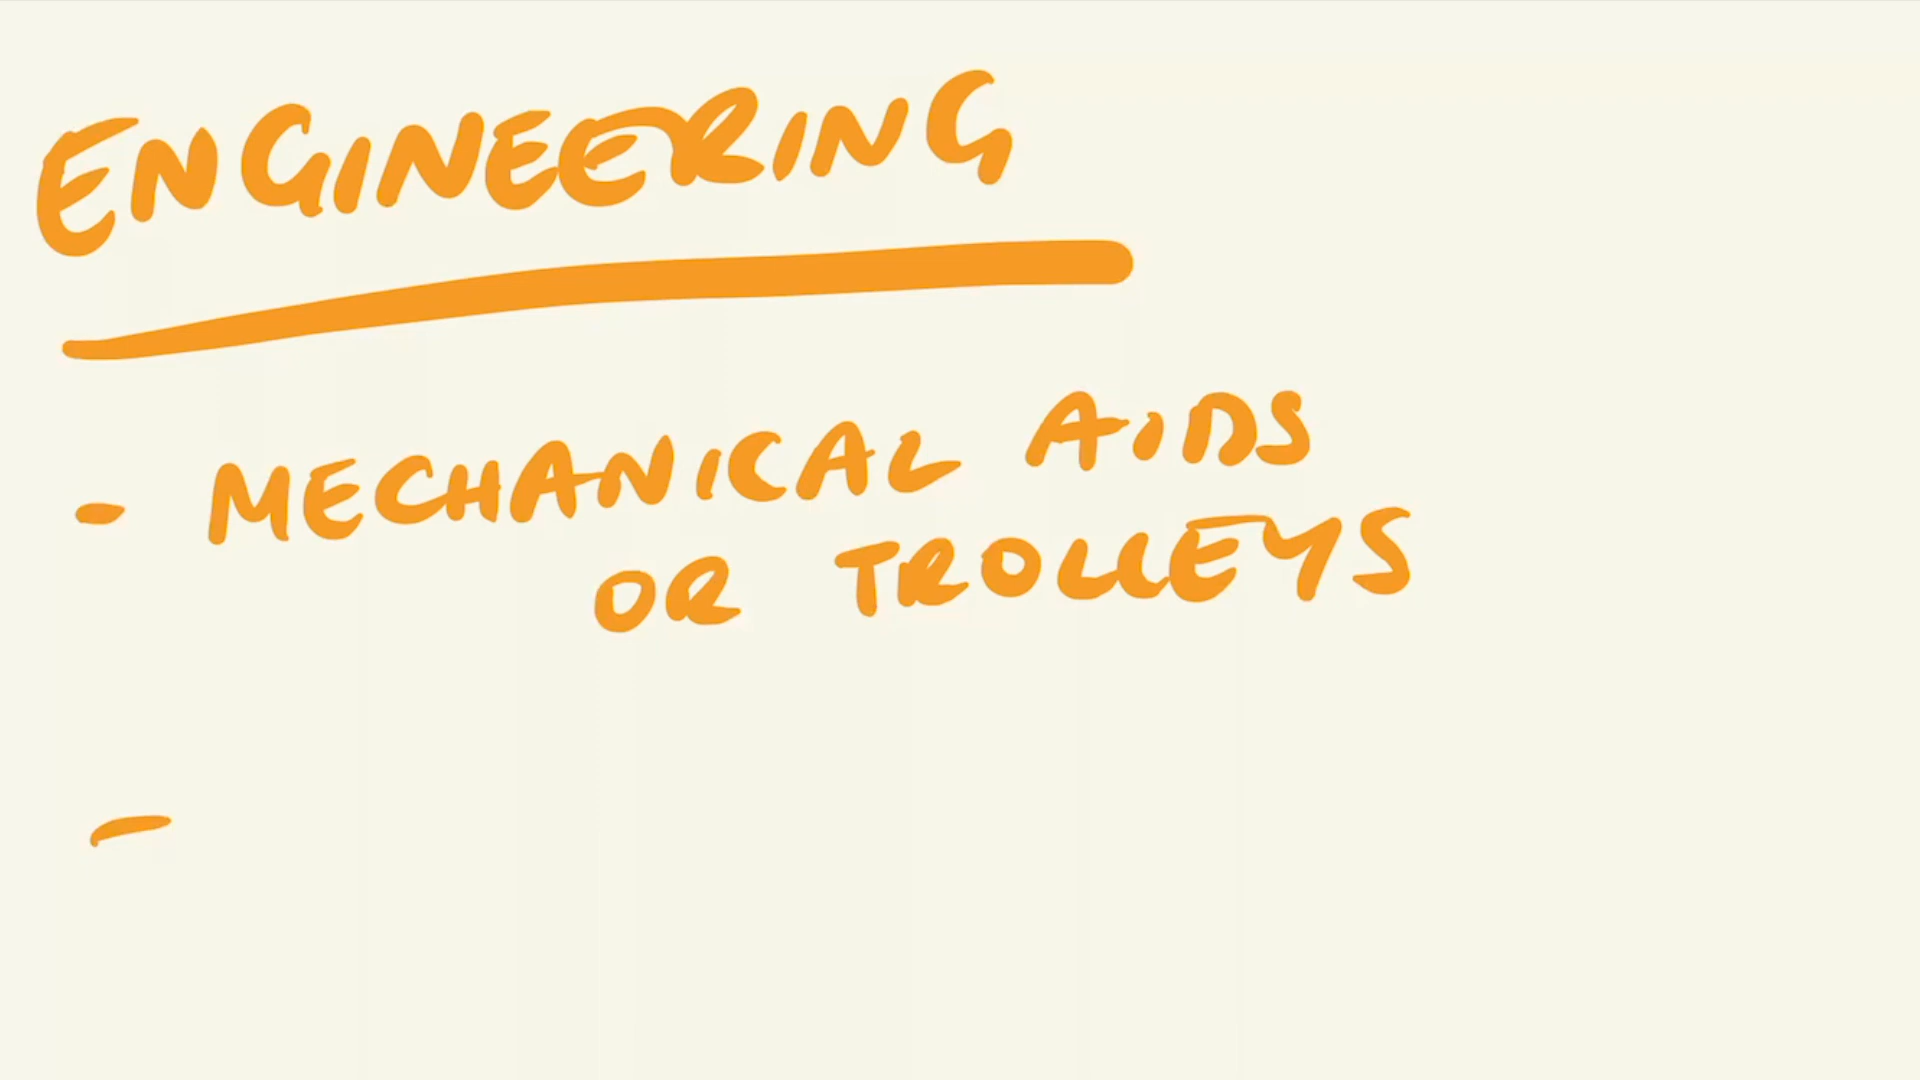 ENGINEERING
- MECHANICAL AIDS
OR TROLLEYS
-